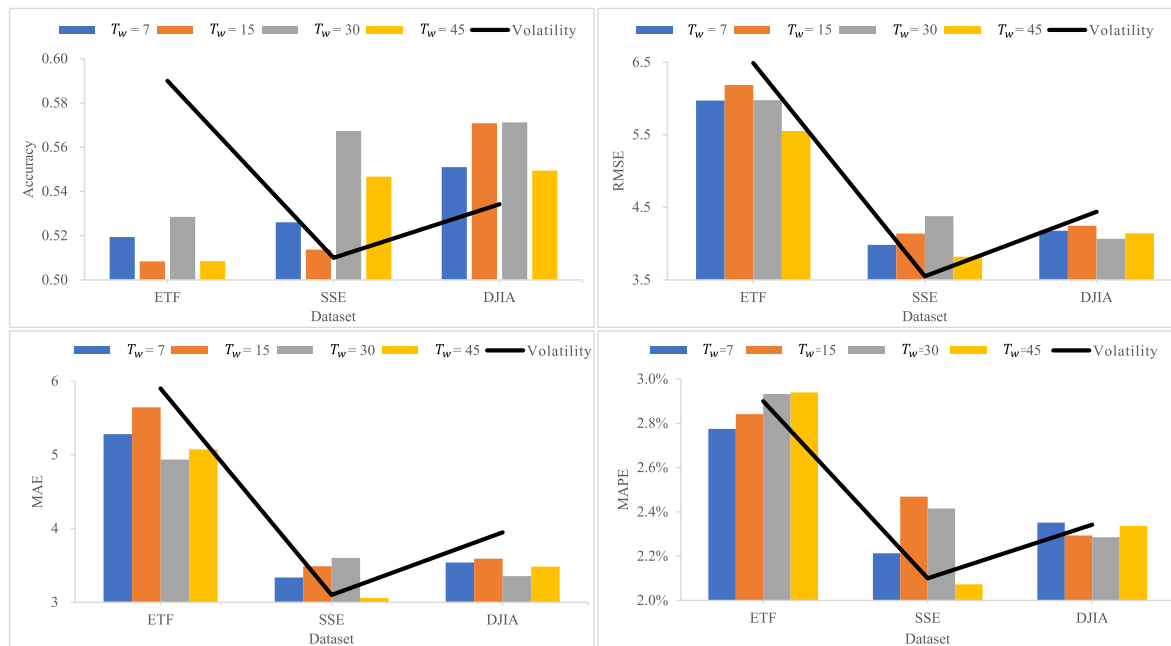 T_w = 7 T_w = 15 T_w = 30 T_w = 45 Volatility
0.60
0.58
0.56
0.54
0.52
0.50
Accuracy
ETF SSE DJIA
Dataset
T_w = 7 T_w = 15 T_w = 30 T_w = 45 Volatility
6.5
5.5
4.5
3.5
RMSE
ETF SSE DJIA
Dataset
T_w = 7 T_w = 15 T_w = 30 T_w = 45 Volatility
6
5
4
3
MAE
ETF SSE DJIA
Dataset
T_w=7 T_w=15 T_w=30 T_w=45 Volatility
3.0%
2.8%
2.6%
2.4%
2.2%
2.0%
MAPE
ETF SSE DJIA
Dataset